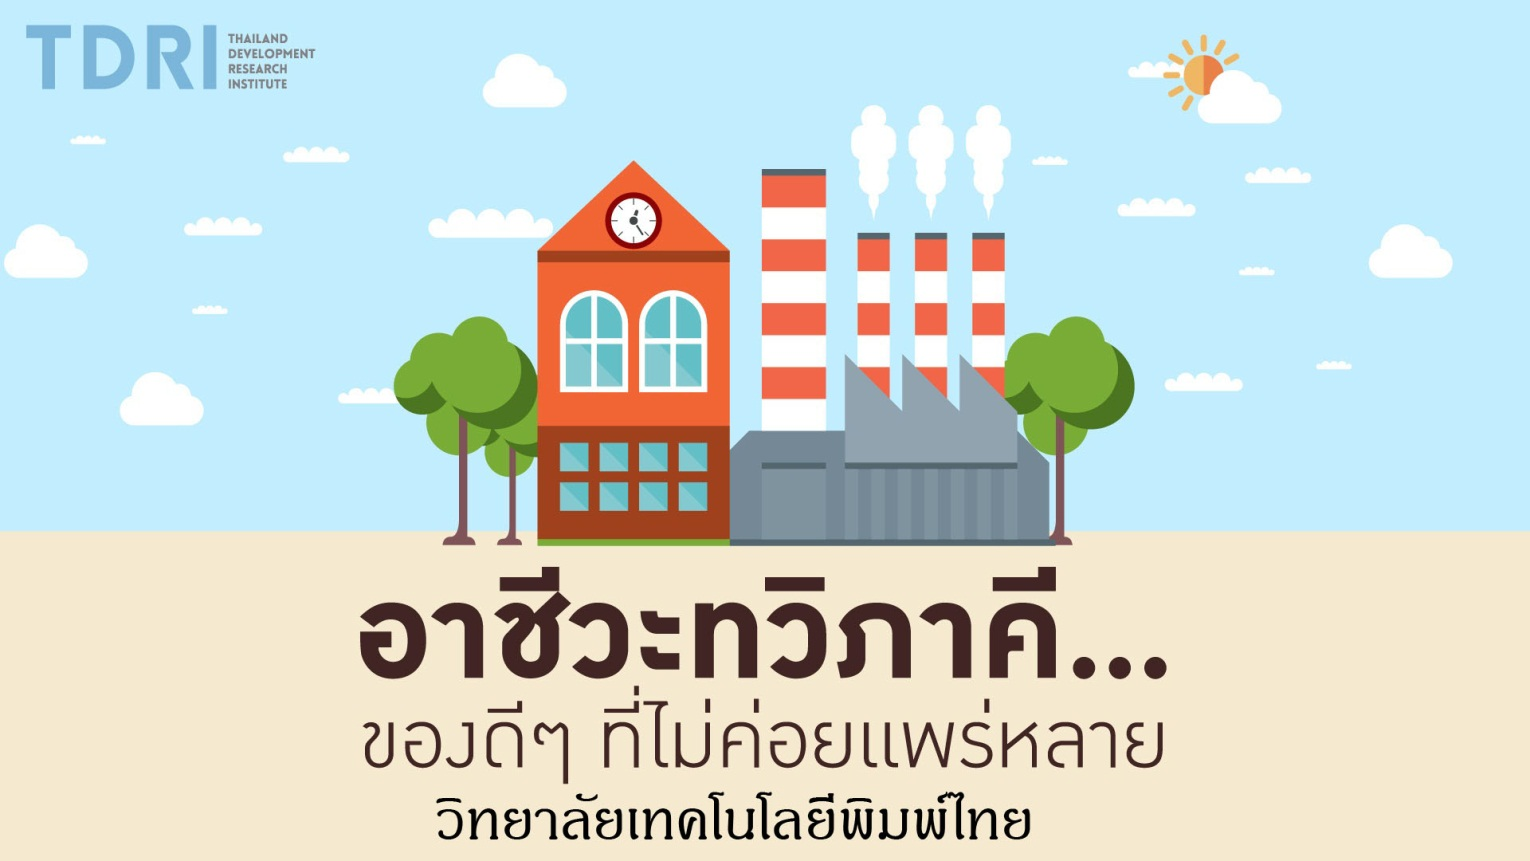 TDRI
THAILAND
DEVELOPMENT
RESEARCH
INSTITUTE
อาชีวะทวิภาคี...
ของดีๆ ที่ไม่ค่อยแพร่หลาย
วิทยาลัยเทคโนโลยีพิมพ์ไทย